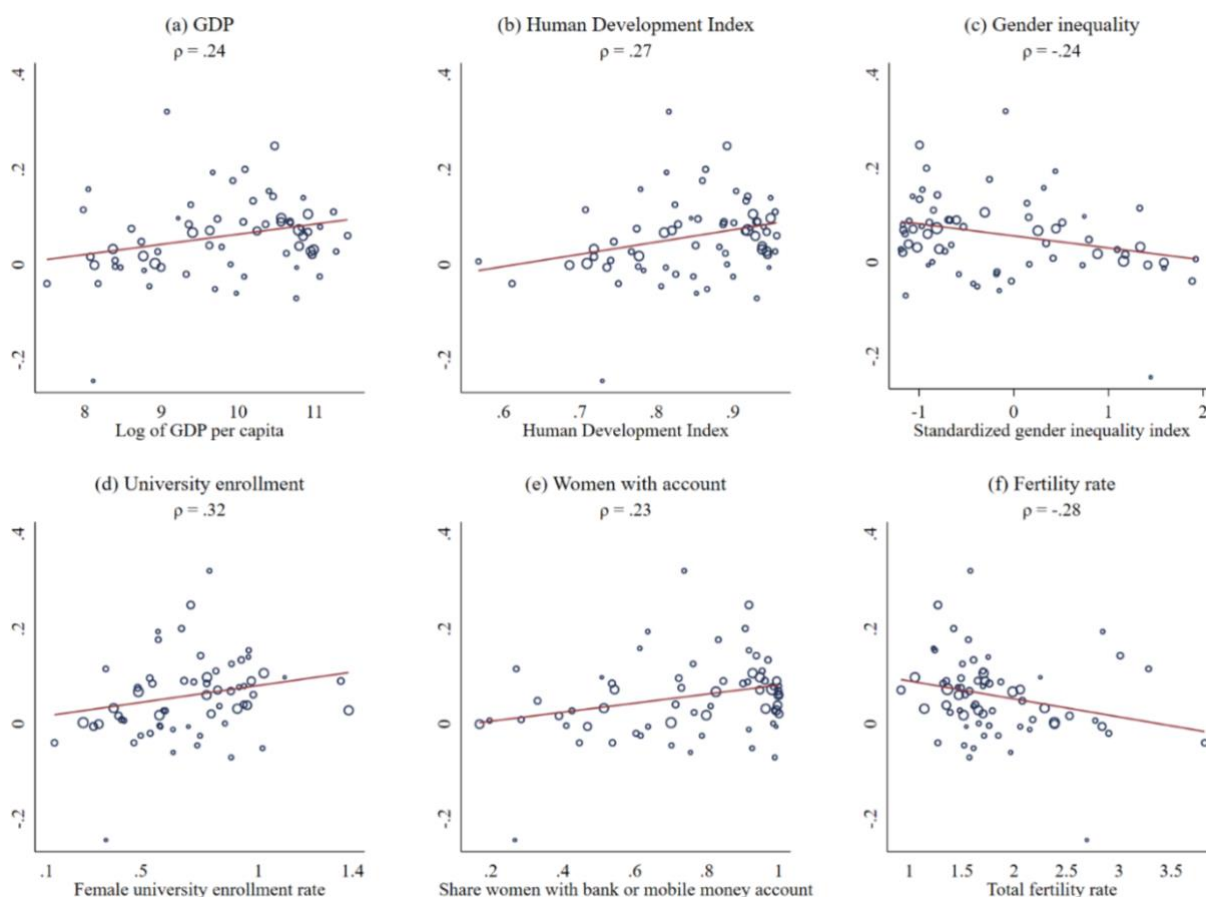 (a) GDP
ρ = .24
.4
.2
0
-.2
8 9 10 11
Log of GDP per capita
(b) Human Development Index
ρ = .27
.6 .7 .8 .9
Human Development Index
(c) Gender inequality
ρ = -.24
.4
.2
0
-.2
-1 0 1 2
Standardized gender inequality index
(d) University enrollment
ρ = .32
.4
.2
0
-.2
.1 .5 1 1.4
Female university enrollment rate
(e) Women with account
ρ = .23
.4
.2
0
-.2
.2 .4 .6 .8 1
Share women with bank or mobile money account
(f) Fertility rate
ρ = -.28
.4
.2
0
-.2
1 1.5 2 2.5 3 3.5
Total fertility rate